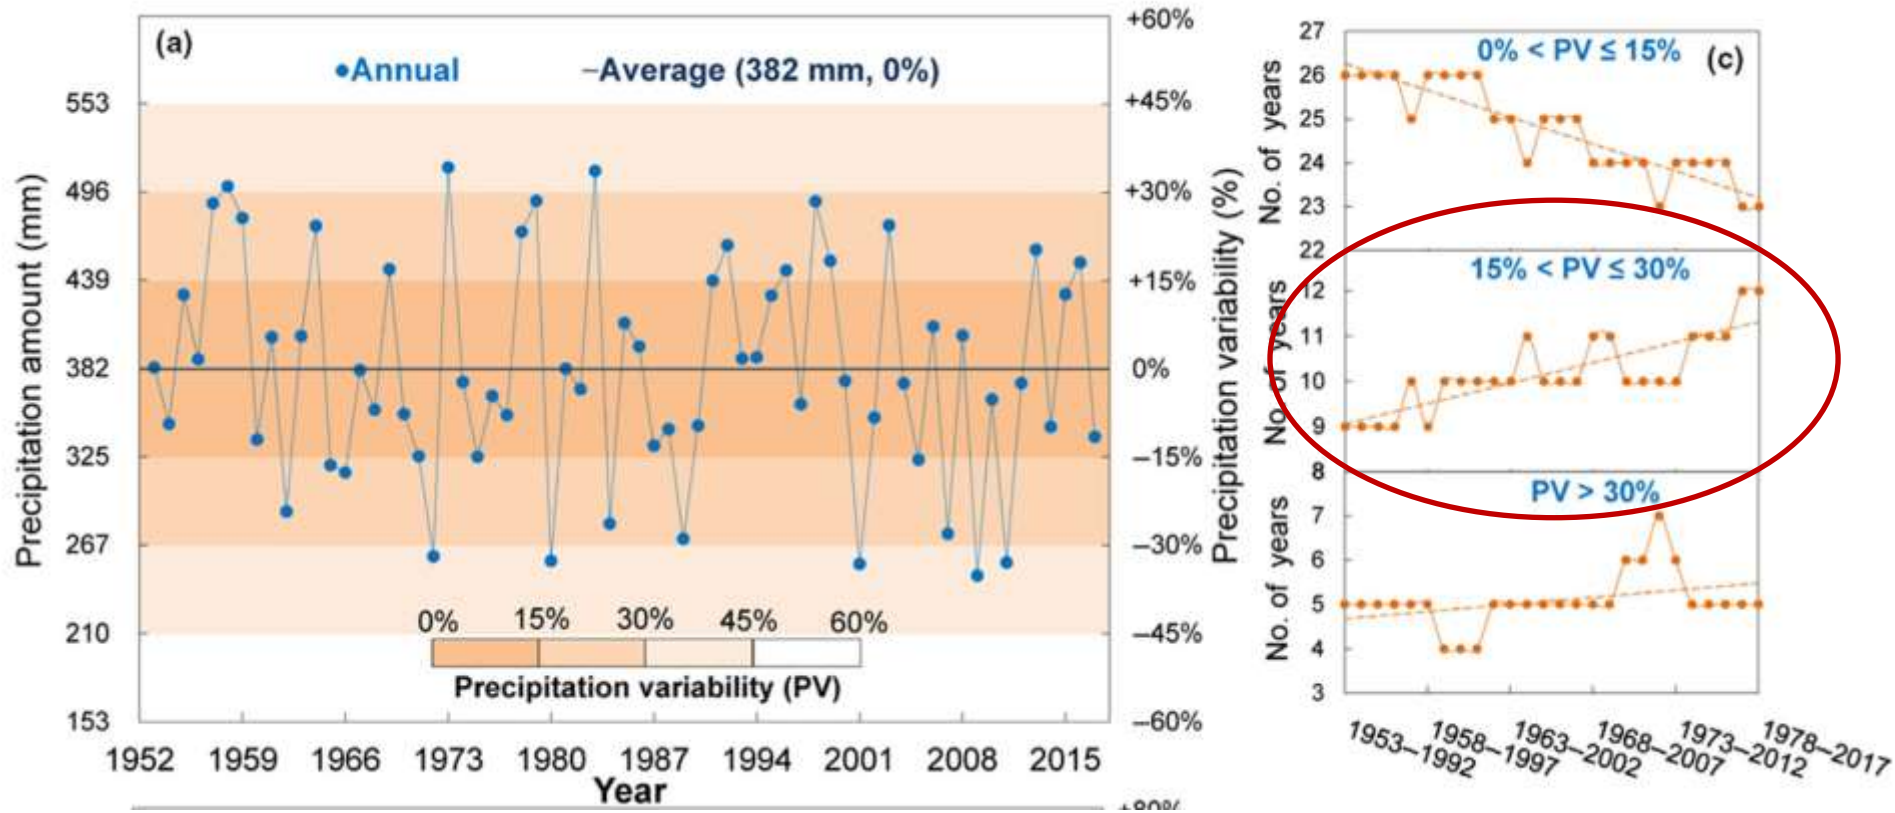 (a)
•Annual
–Average (382 mm, 0%)
Precipitation amount (mm)
553
496
439
382
325
267
210
153
+60%
+45%
+30%
+15%
0%
–15%
–30%
–45%
–60%
Precipitation variability (%)
0% 15% 30% 45% 60%
Precipitation variability (PV)
1952 1959 1966 1973 1980 1987 1994 2001 2008 2015
Year
+80%
(c)
0% < PV ≤ 15%
No. of years
27
26
25
24
23
22
15% < PV ≤ 30%
No. of years
12
11
10
9
8
PV > 30%
No. of years
7
6
5
4
3
1953–1992
1958–1997
1963–2002
1968–2007
1973–2012
1978–2017